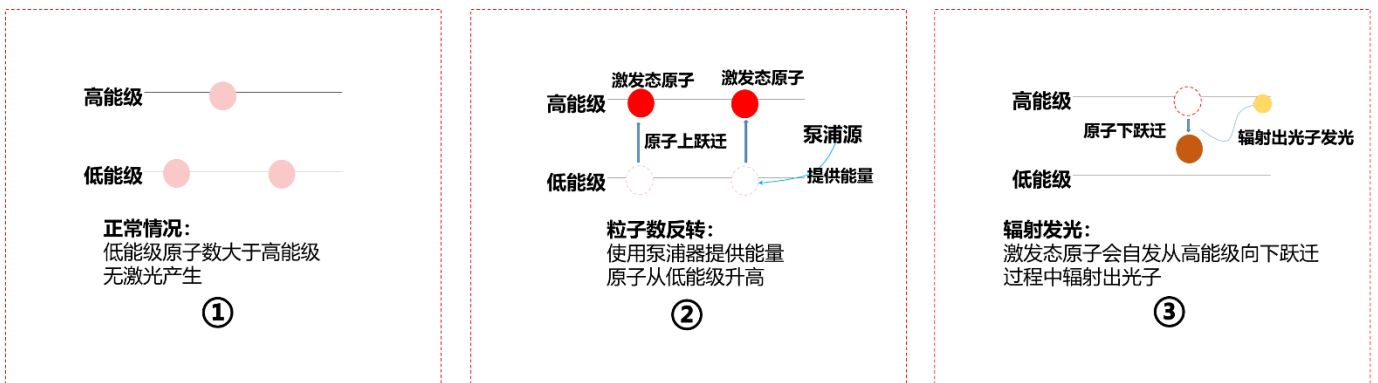 高能级
低能级
正常情况：
低能级原子数大于高能级
无激光产生
①
激发态原子
激发态原子
高能级
原子上跃迁
泵浦源
低能级
提供能量
粒子数反转：
使用泵浦器提供能量
原子从低能级升高
②
高能级
原子下跃迁
辐射出光子发光
低能级
辐射发光：
激发态原子会自发从高能级向下跃迁
过程中辐射出光子
③